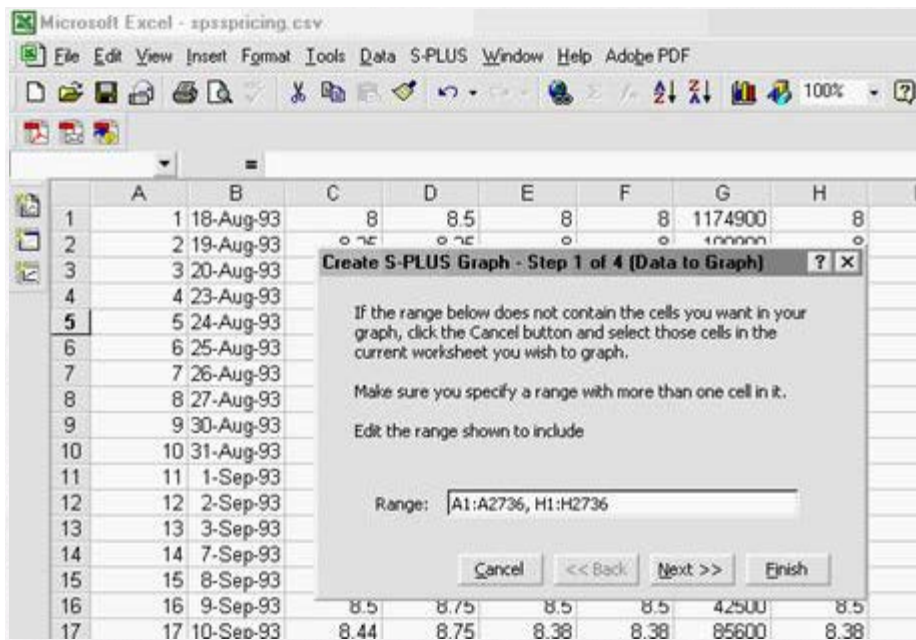 Microsoft Excel - spsspricing.csv
File Edit View Insert Format Tools Data S-PLUS Window Help Adobe PDF
100%
=
A B C D E F G H
1 1 18-Aug-93 8 8.5 8 8 1174900 8
2 2 19-Aug-93
3 3 20-Aug-93
4 4 23-Aug-93
5 5 24-Aug-93
6 6 25-Aug-93
7 7 26-Aug-93
8 8 27-Aug-93
9 9 30-Aug-93
10 10 31-Aug-93
11 11 1-Sep-93
12 12 2-Sep-93
13 13 3-Sep-93
14 14 7-Sep-93
15 15 8-Sep-93
16 16 9-Sep-93 8.5 8.75 8.5 8.5 42500 8.5
17 17 10-Sep-93 8.44 8.75 8.38 8.38 85600 8.38
Create S-PLUS Graph - Step 1 of 4 (Data to Graph)
If the range below does not contain the cells you want in your
graph, click the Cancel button and select those cells in the
current worksheet you wish to graph.
Make sure you specify a range with more than one cell in it.
Edit the range shown to include
Range: A1:A2736, H1:H2736
Cancel << Back Next >> Finish